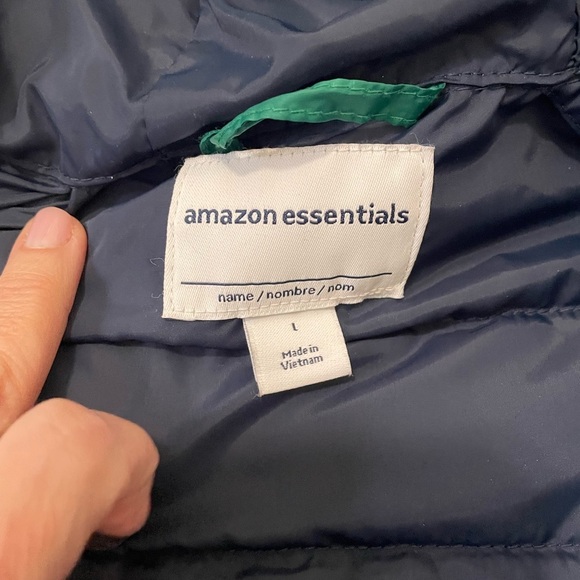 amazon essentials
name / nombre / nom
L
Made in
Vietnam